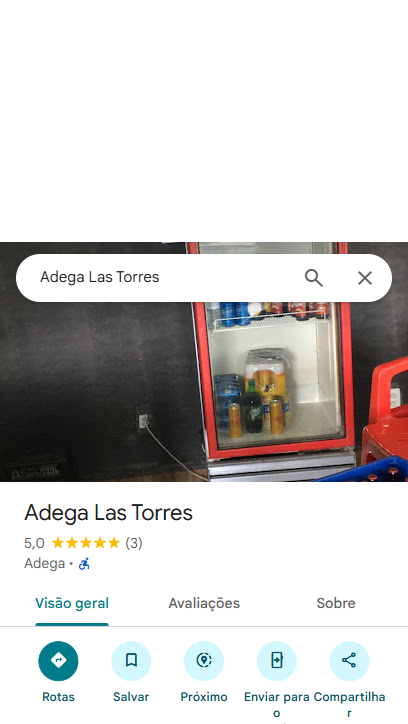 Adega Las Torres
Adega Las Torres
5,0 (3)
Adega ·
Visão geral Avaliações Sobre
Rotas Salvar Próximo Enviar para o Compartilhar